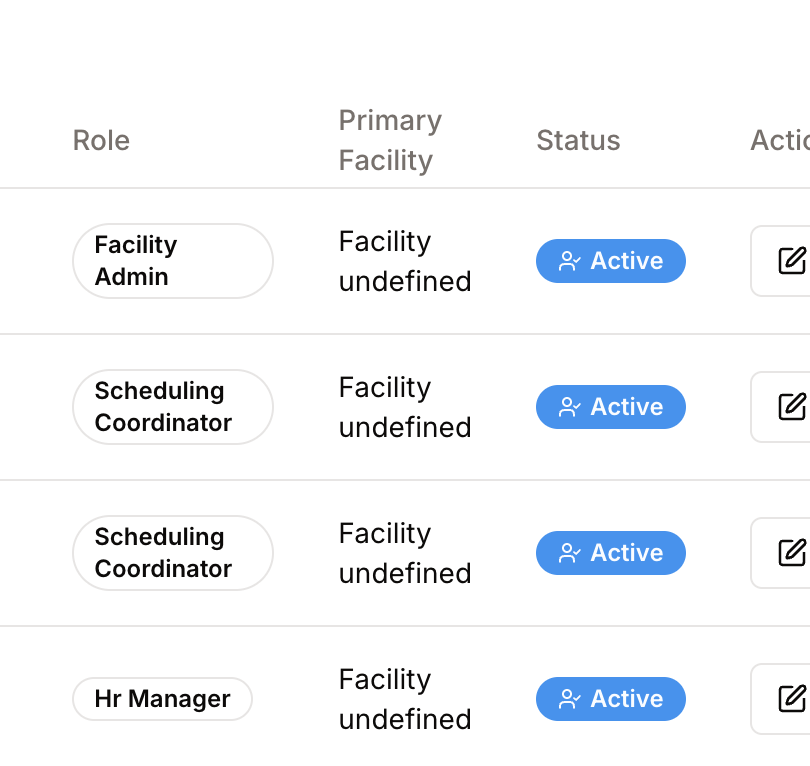 Role
Primary
Facility
Status
Facility
Admin
Facility
undefined
Active
Scheduling
Coordinator
Facility
undefined
Active
Scheduling
Coordinator
Facility
undefined
Active
Hr Manager
Facility
undefined
Active